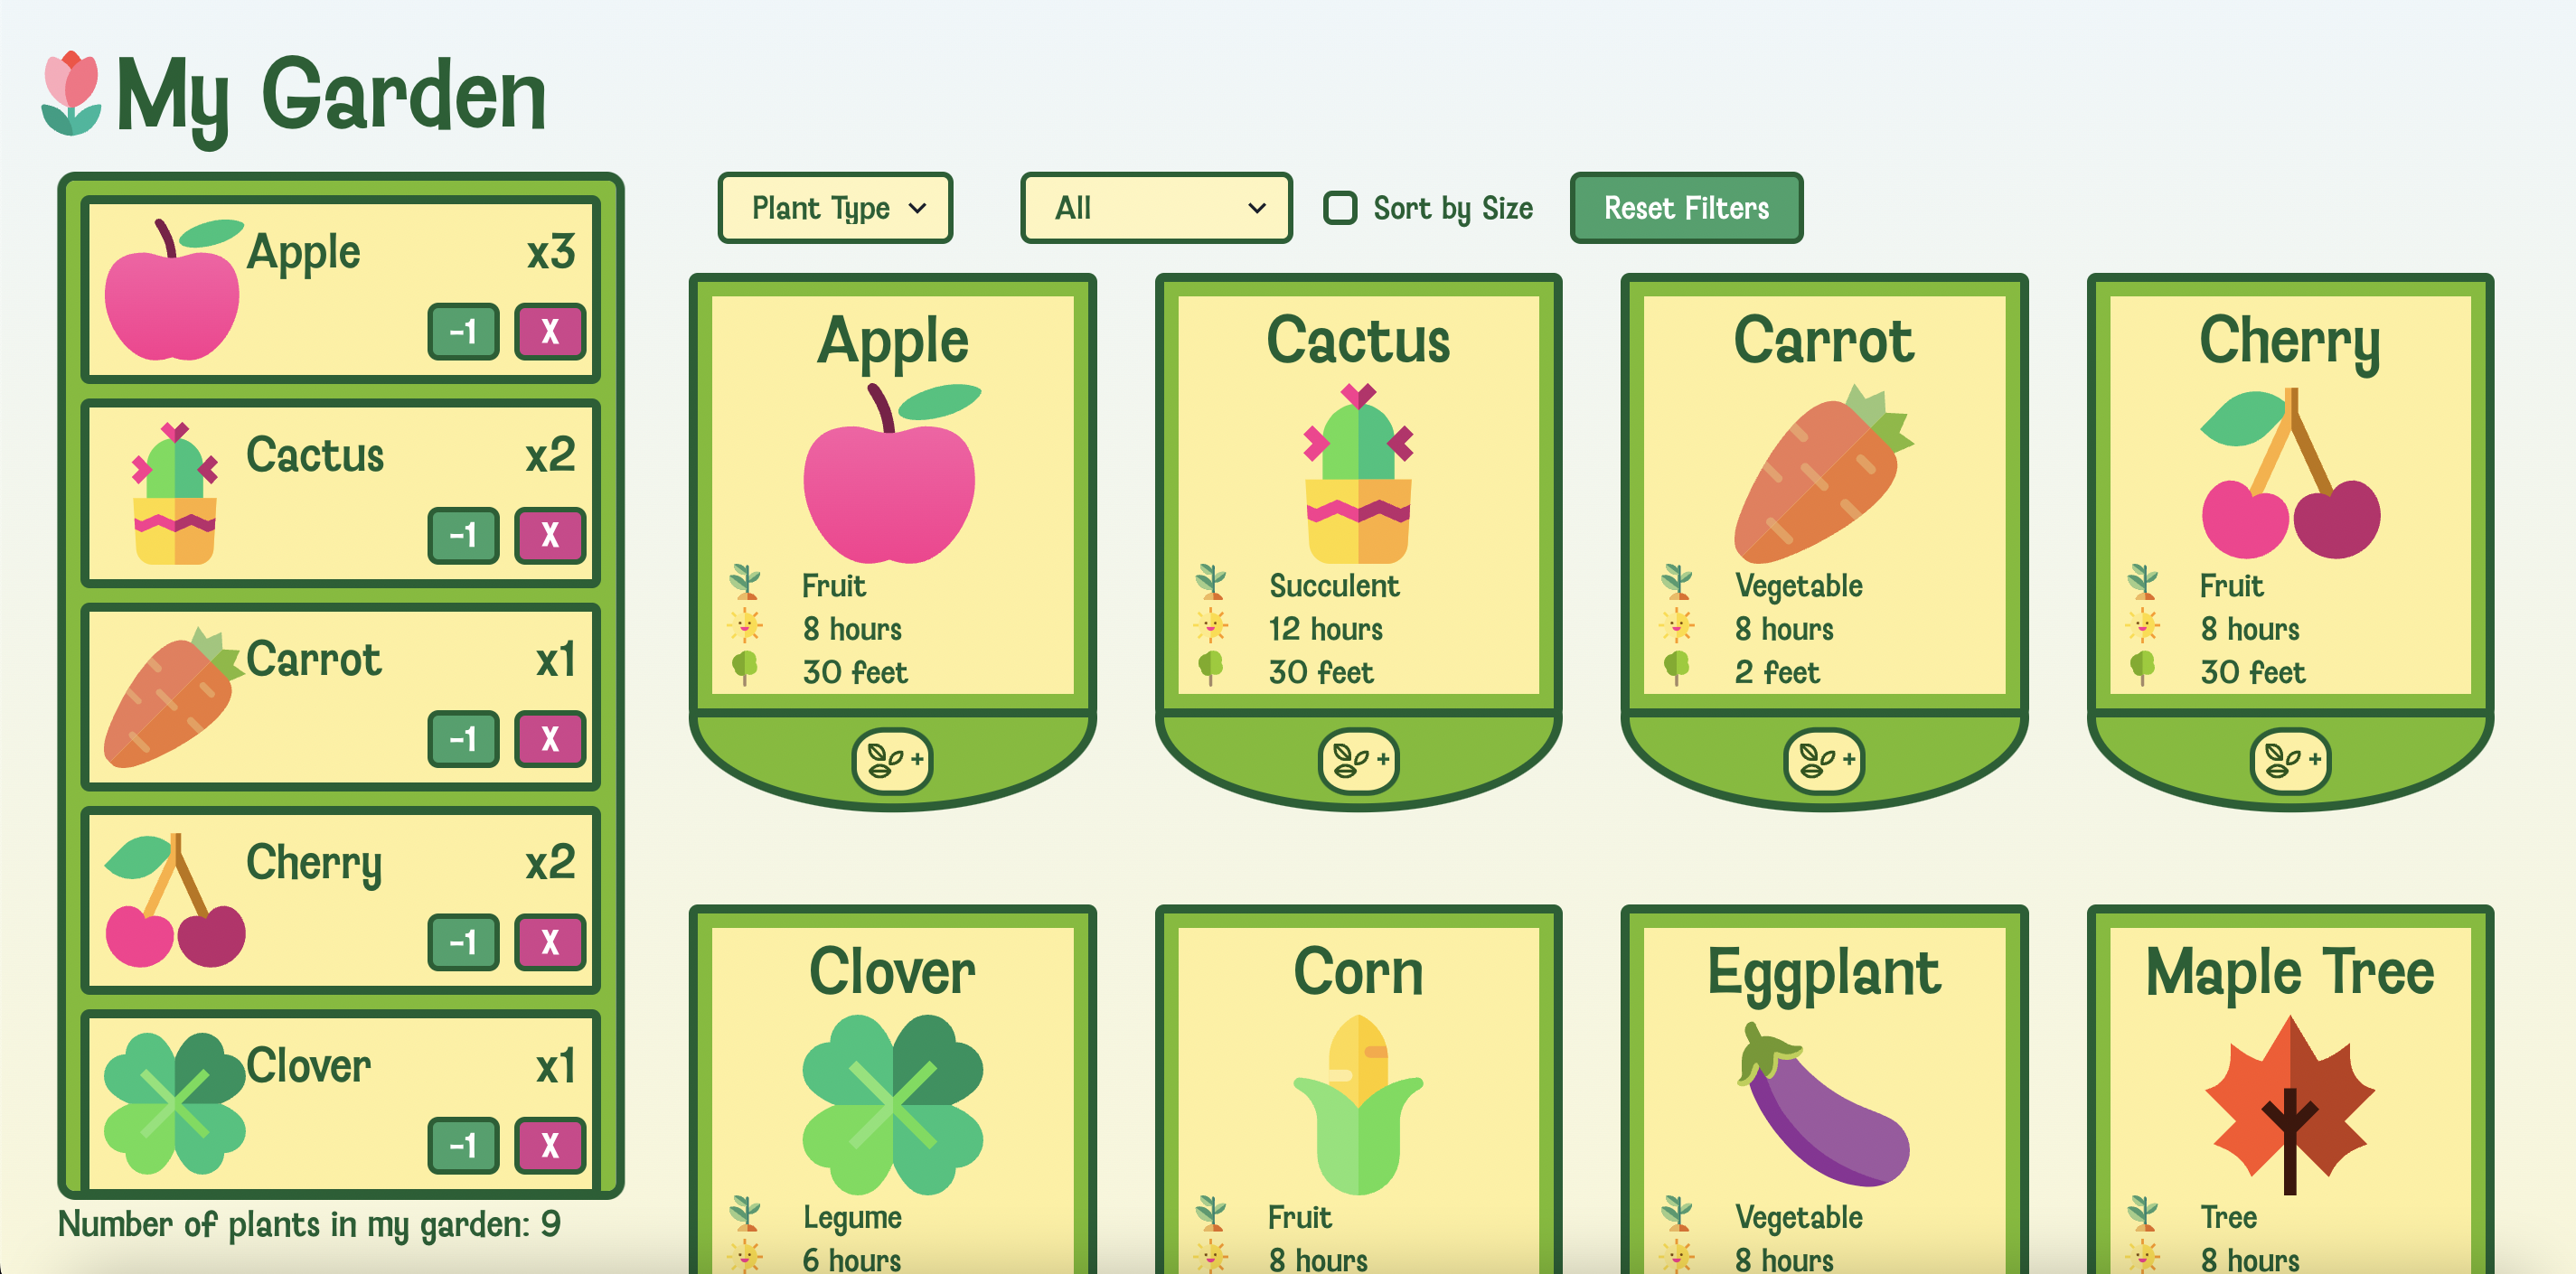 My Garden
Apple x3
-1 X
Cactus x2
-1 X
Carrot x1
-1 X
Cherry x2
-1 X
Clover x1
-1 X
Number of plants in my garden: 9
Plant Type All Sort by Size Reset Filters
Apple
Fruit
8 hours
30 feet
+
Cactus
Succulent
12 hours
30 feet
+
Carrot
Vegetable
8 hours
2 feet
+
Cherry
Fruit
8 hours
30 feet
+
Clover
Legume
6 hours
Corn
Fruit
8 hours
Eggplant
Vegetable
8 hours
Maple Tree
Tree
8 hours